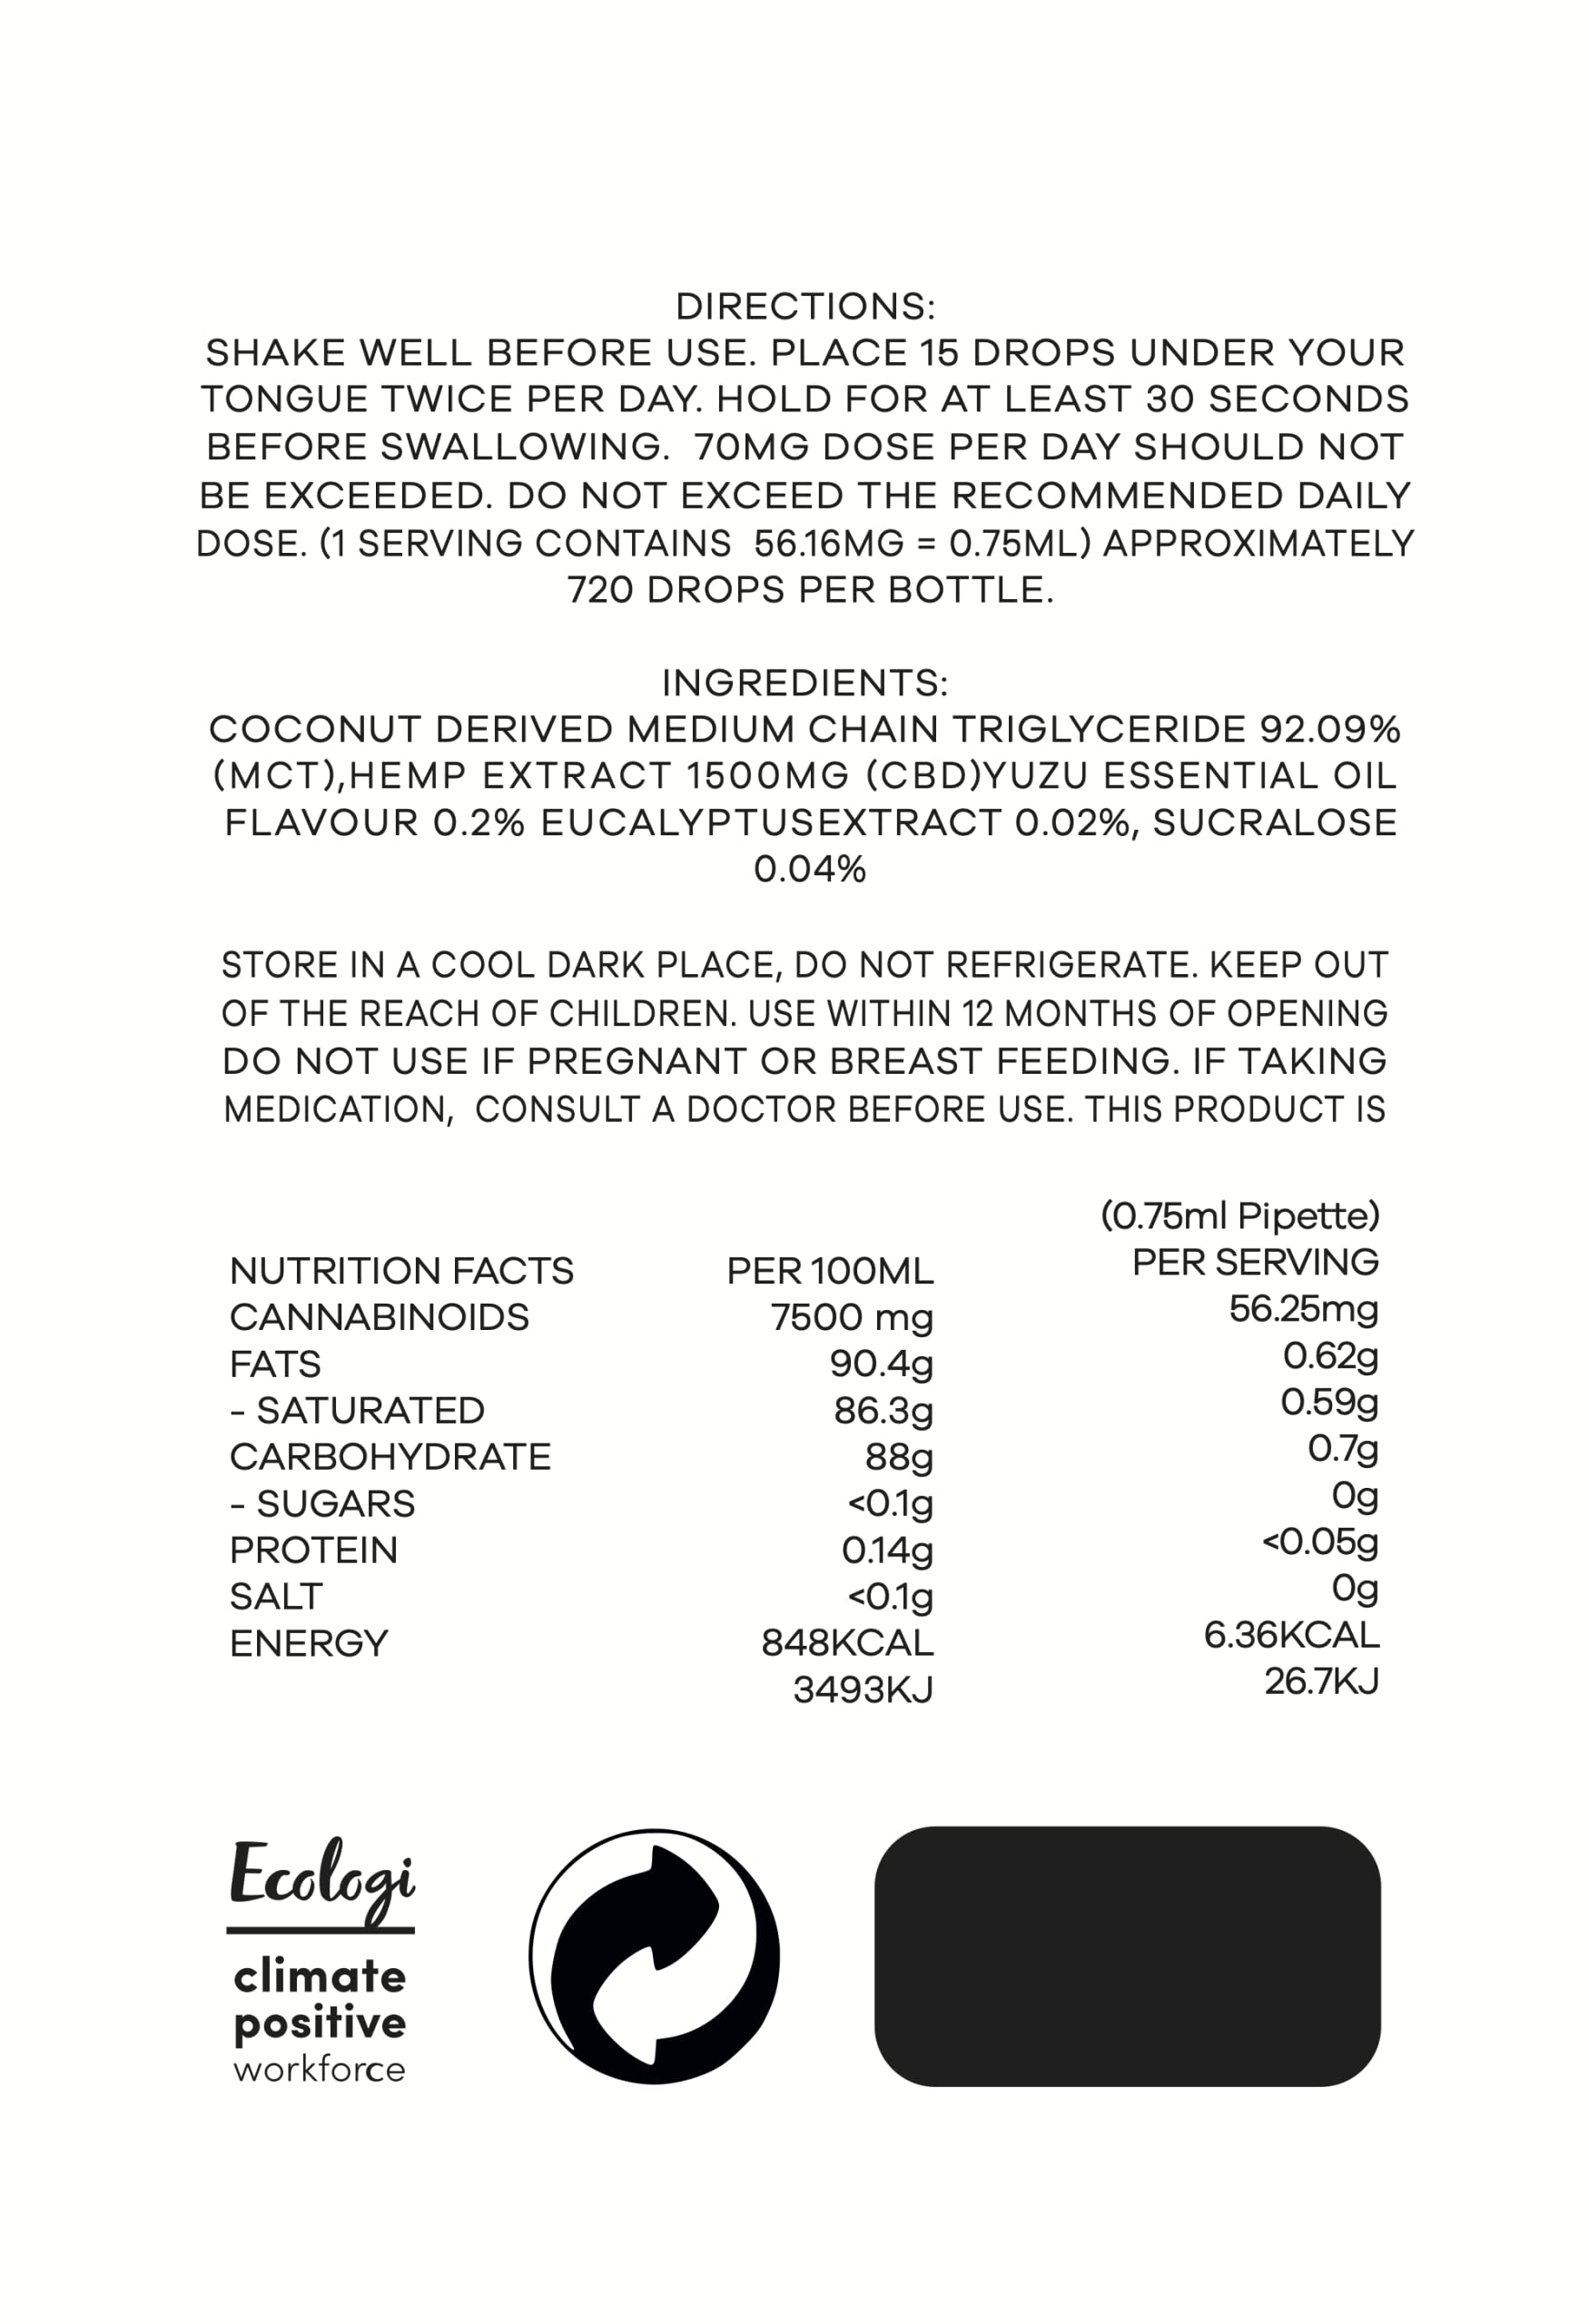 DIRECTIONS:
SHAKE WELL BEFORE USE. PLACE 15 DROPS UNDER YOUR
TONGUE TWICE PER DAY. HOLD FOR AT LEAST 30 SECONDS
BEFORE SWALLOWING. 70MG DOSE PER DAY SHOULD NOT
BE EXCEEDED. DO NOT EXCEED THE RECOMMENDED DAILY
DOSE. (1 SERVING CONTAINS 56.16MG = 0.75ML) APPROXIMATELY
720 DROPS PER BOTTLE.
INGREDIENTS:
COCONUT DERIVED MEDIUM CHAIN TRIGLYCERIDE 92.09%
(MCT),HEMP EXTRACT 1500MG (CBD)YUZU ESSENTIAL OIL
FLAVOUR 0.2% EUCALYPTUSEXTRACT 0.02%, SUCRALOSE
0.04%
STORE IN A COOL DARK PLACE, DO NOT REFRIGERATE. KEEP OUT
OF THE REACH OF CHILDREN. USE WITHIN 12 MONTHS OF OPENING
DO NOT USE IF PREGNANT OR BREAST FEEDING. IF TAKING
MEDICATION, CONSULT A DOCTOR BEFORE USE. THIS PRODUCT IS
(0.75ml Pipette)
NUTRITION FACTS PER 100ML PER SERVING
CANNABINOIDS 7500 mg 56.25mg
FATS 90.4g 0.62g
- SATURATED 86.3g 0.59g
CARBOHYDRATE 88g 0.7g
- SUGARS <0.1g 0g
PROTEIN 0.14g <0.05g
SALT <0.1g 0g
ENERGY 848KCAL 6.36KCAL
3493KJ 26.7KJ
Ecologi
climate
positive
workforce